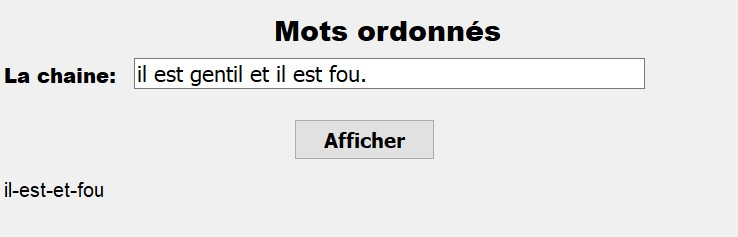 Mots ordonnés
La chaine: il est gentil et il est fou.
Afficher
il-est-et-fou